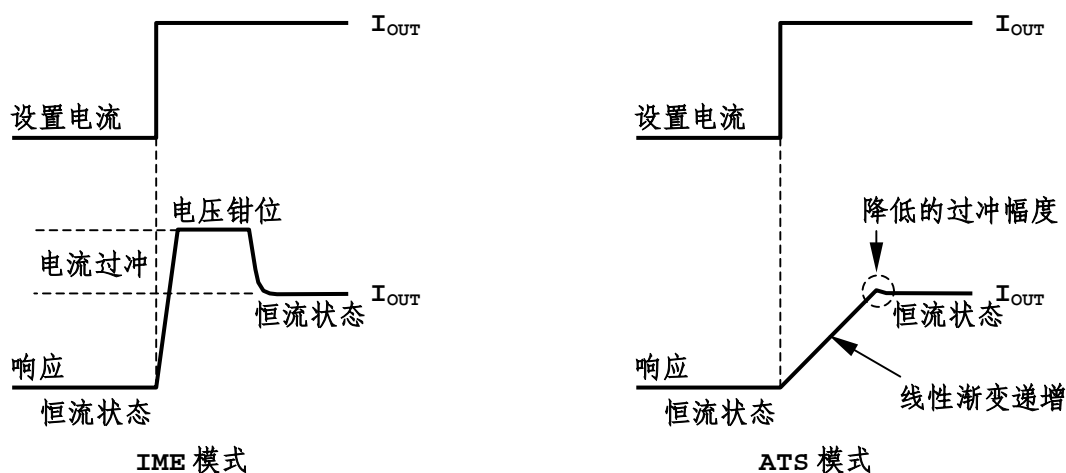 I_OUT
设置电流
电压钳位
电流过冲
I_OUT
恒流状态
响应
恒流状态
IME 模式
I_OUT
设置电流
降低的过冲幅度
I_OUT
恒流状态
响应
恒流状态
线性渐变递增
ATS 模式